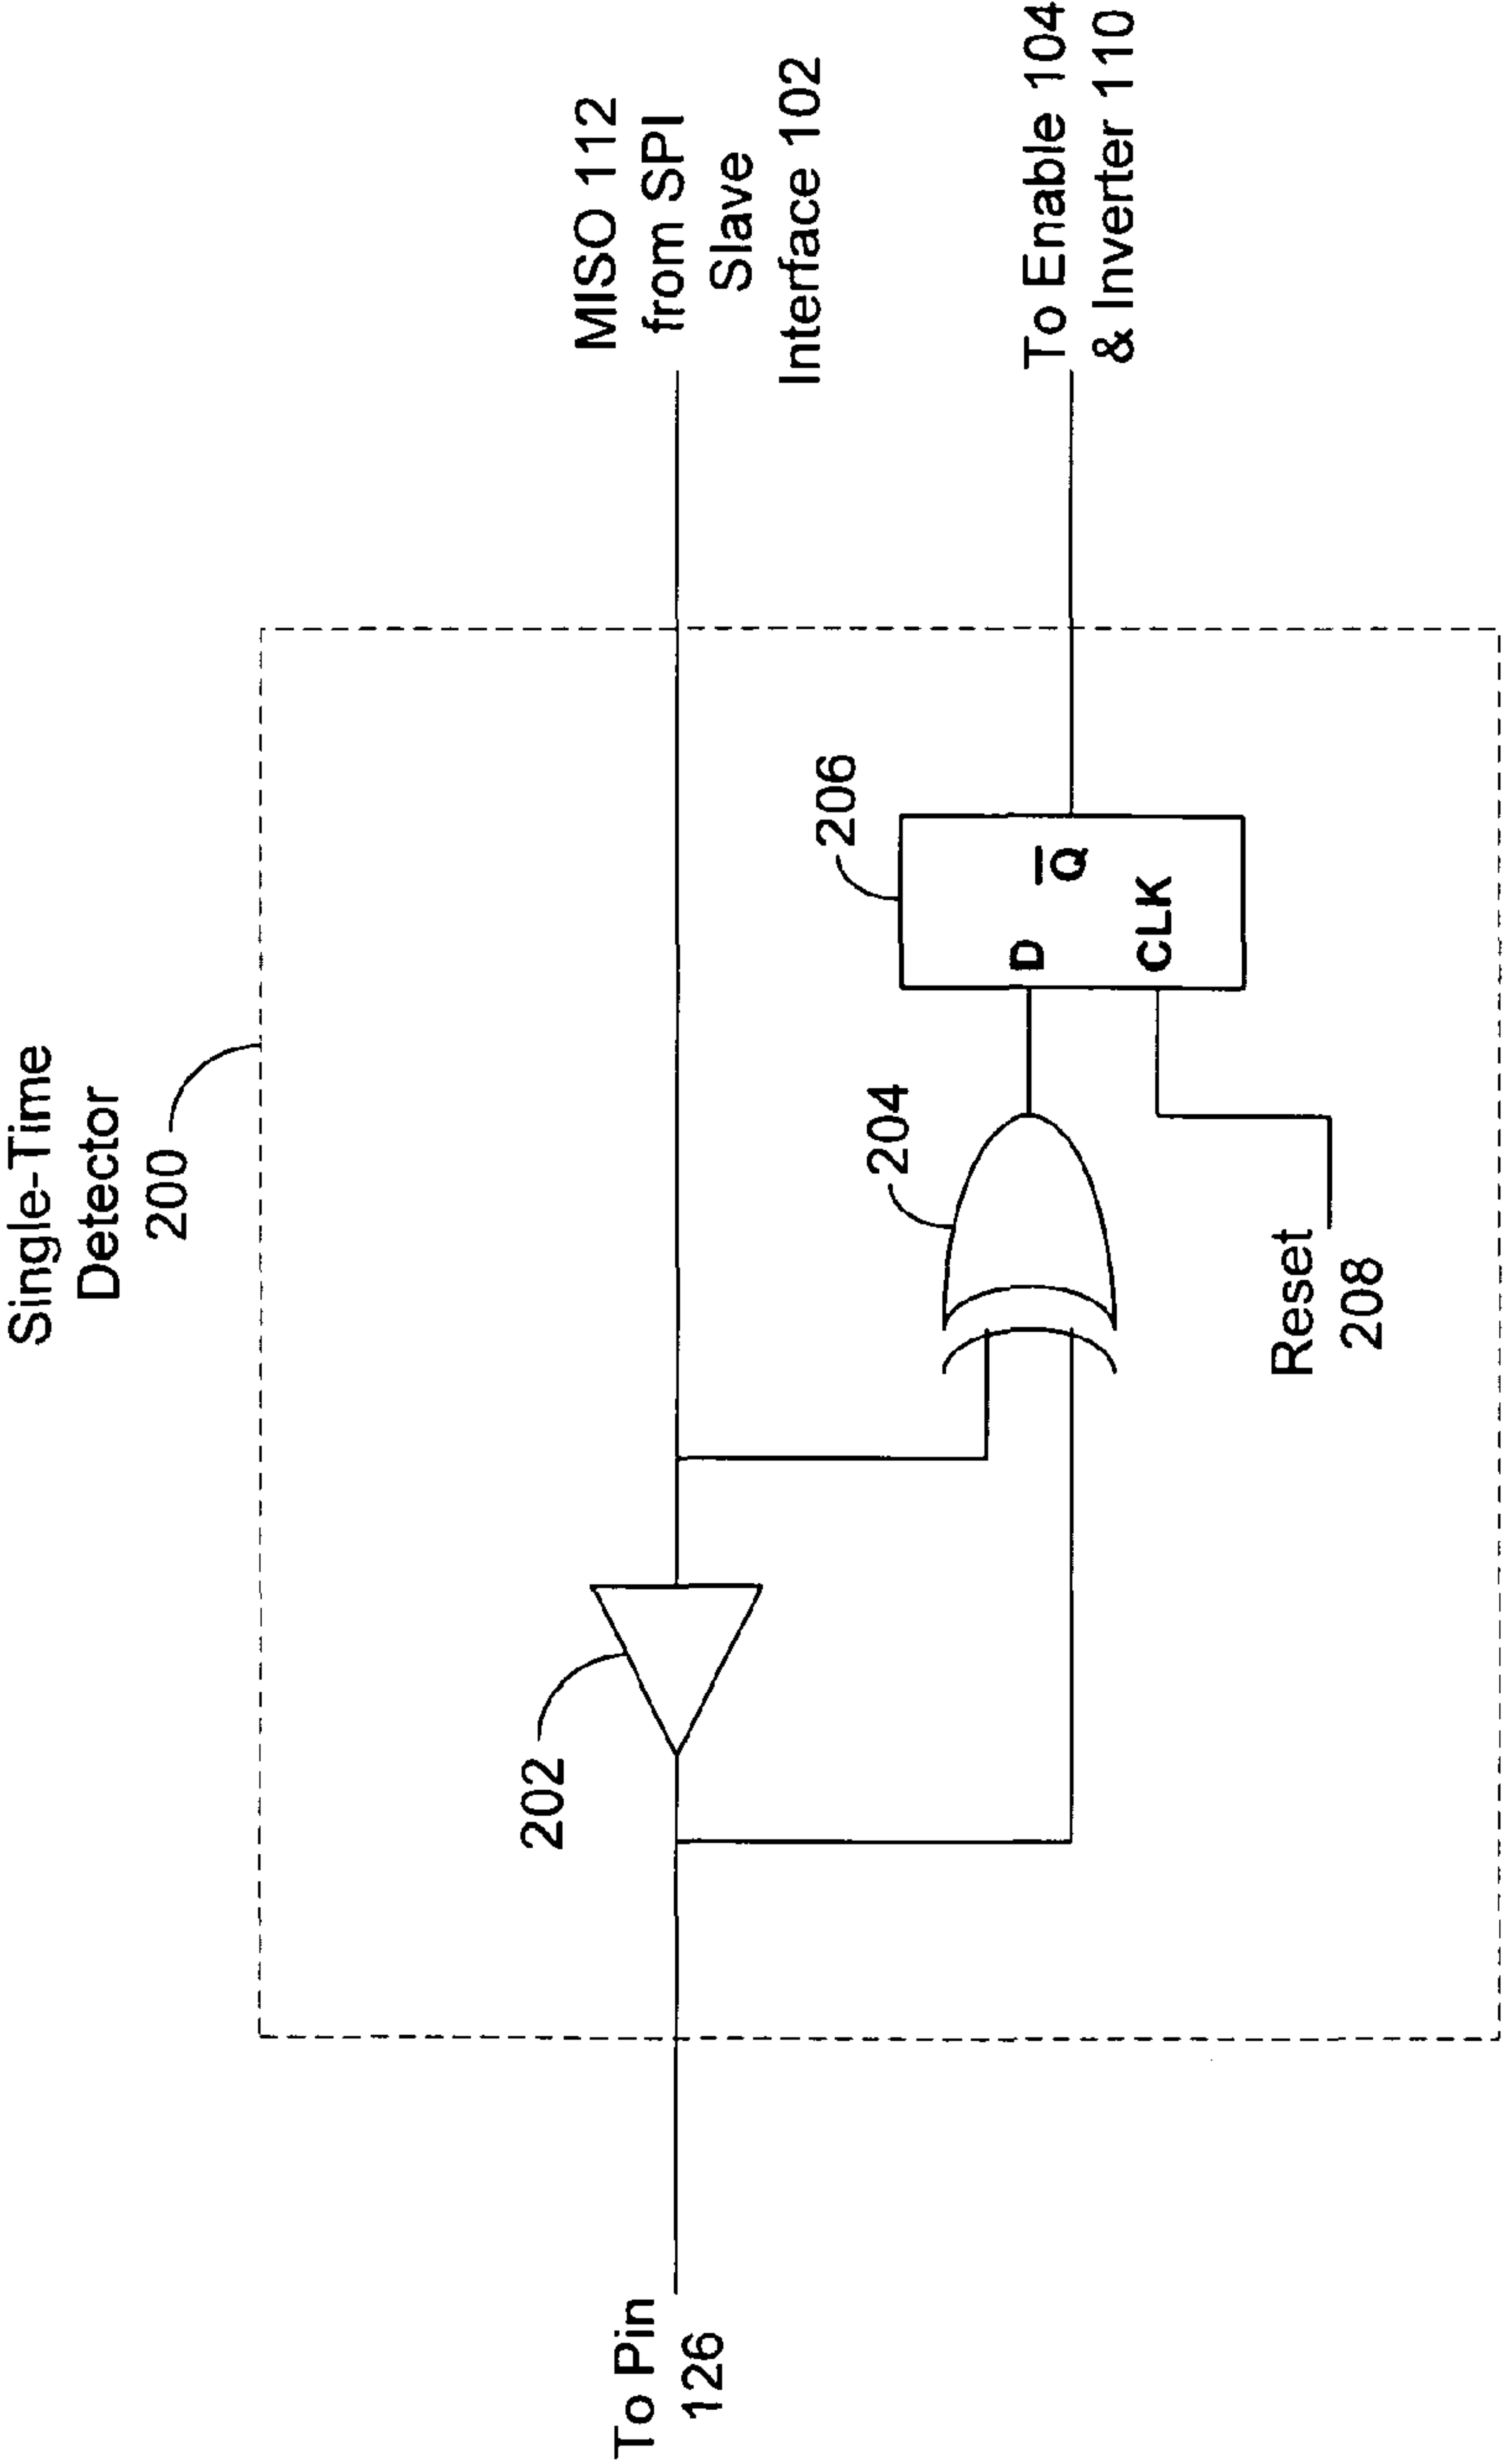 Single-Time
Detector
200
MISO 112
from SPI
Slave
Interface 102
202
To Pin
126
204
206
D
Q
CLK
To Enable 104
& Inverter 110
Reset
208